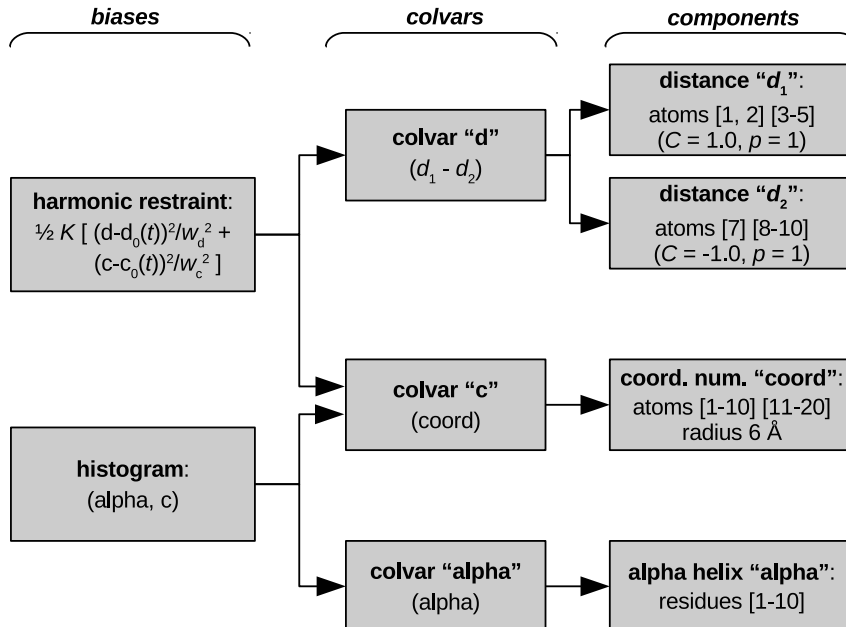 biases
colvars
components
harmonic restraint:
½ K [ (d-d₀(t))²/w_d² +
(c-c₀(t))²/w_c² ]
histogram:
(alpha, c)
colvar “d”
(d₁ - d₂)
colvar “c”
(coord)
colvar “alpha”
(alpha)
distance “d₁”:
atoms [1, 2] [3-5]
(C = 1.0, p = 1)
distance “d₂”:
atoms [7] [8-10]
(C = -1.0, p = 1)
coord. num. “coord”:
atoms [1-10] [11-20]
radius 6 Å
alpha helix “alpha”:
residues [1-10]